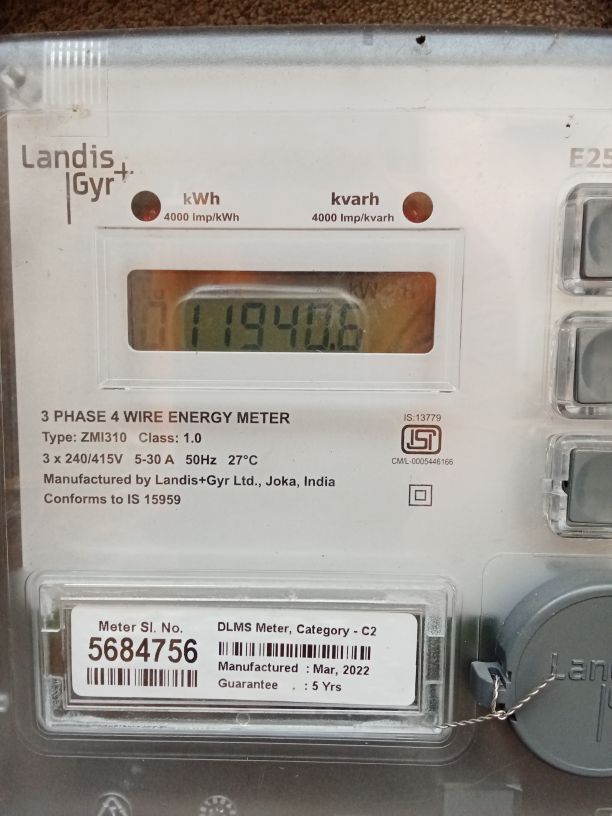 Landis
Gyr+
E25
kWh
4000 Imp/kWh
kvarh
4000 Imp/kvarh
kWh
11940.6
3 PHASE 4 WIRE ENERGY METER
Type: ZMI310 Class: 1.0
3 x 240/415V 5-30 A 50Hz 27°C
Manufactured by Landis+Gyr Ltd., Joka, India
Conforms to IS 15959
IS:13779
ISI
CM/L-0005446166
Meter Sl. No.
5684756
DLMS Meter, Category - C2
Manufactured : Mar, 2022
Guarantee . : 5 Yrs
Lan